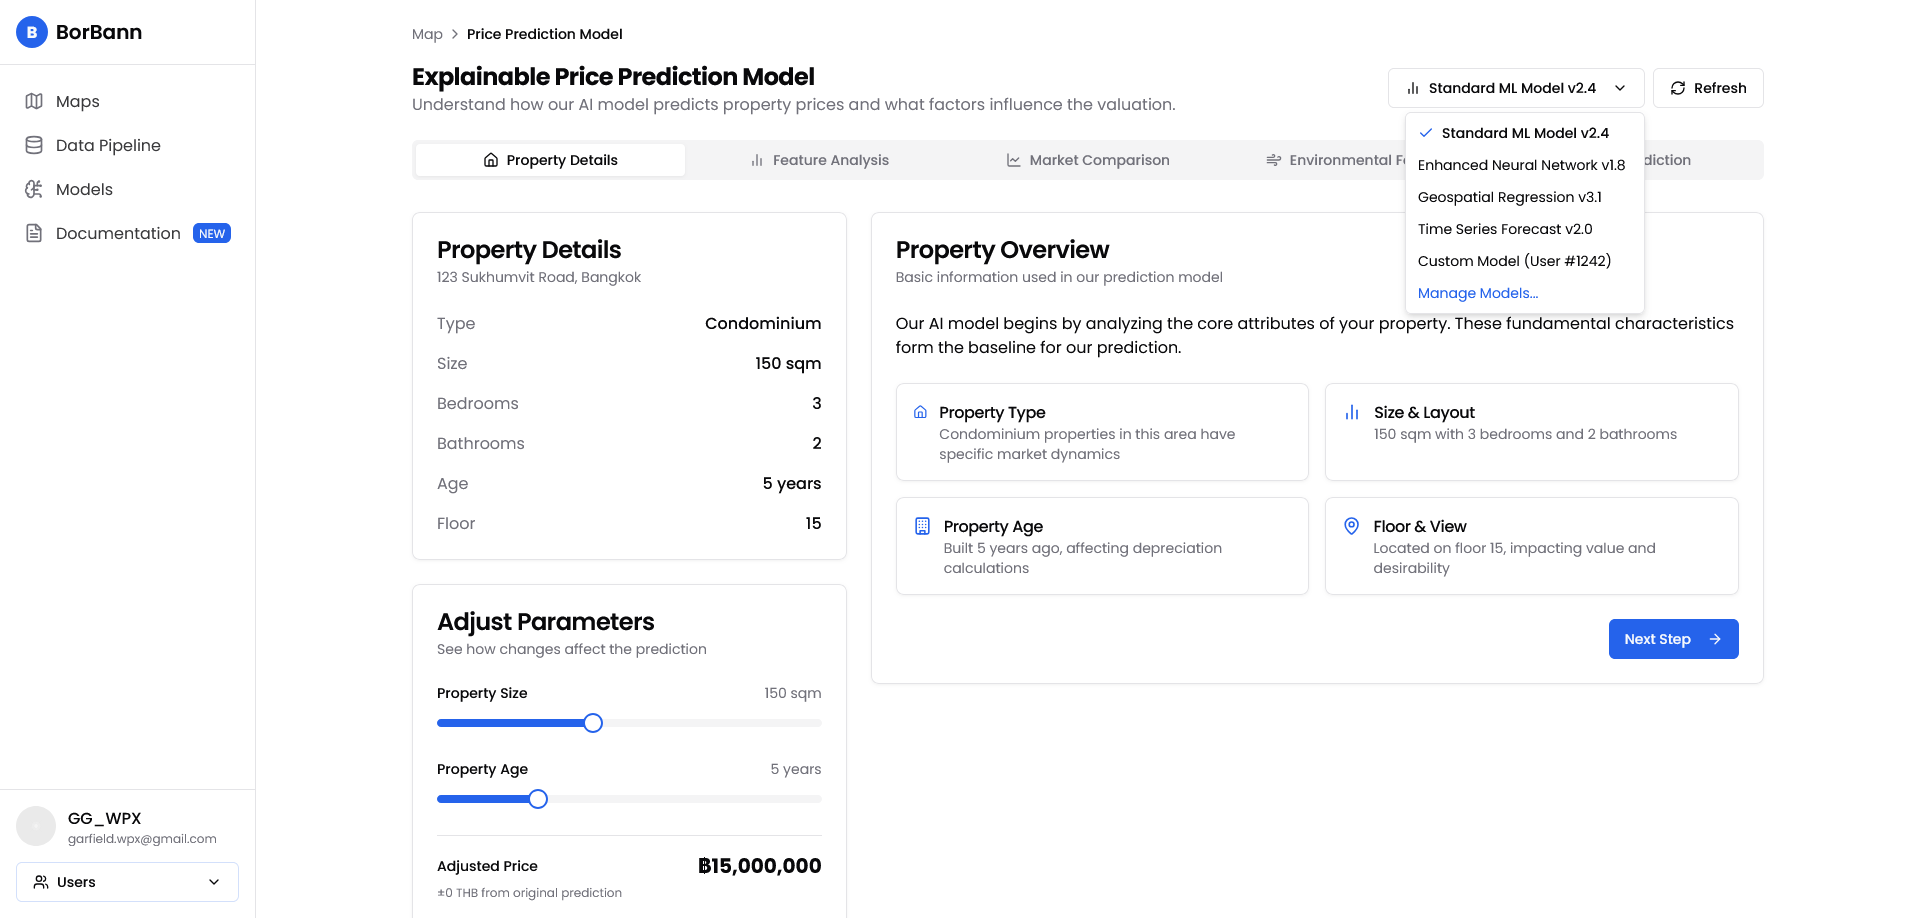 B BorBann
Maps
Data Pipeline
Models
Documentation NEW
GG_WPX
garfield.wpx@gmail.com
Users
Map > Price Prediction Model
Explainable Price Prediction Model
Understand how our AI model predicts property prices and what factors influence the valuation.
Standard ML Model v2.4
Refresh
Standard ML Model v2.4
Enhanced Neural Network v1.8
Geospatial Regression v3.1
Time Series Forecast v2.0
Custom Model (User #1242)
Manage Models...
Property Details
Feature Analysis
Market Comparison
Environmental
Property Details
123 Sukhumvit Road, Bangkok
Type Condominium
Size 150 sqm
Bedrooms 3
Bathrooms 2
Age 5 years
Floor 15
Adjust Parameters
See how changes affect the prediction
Property Size 150 sqm
Property Age 5 years
Adjusted Price ฿15,000,000
±0 THB from original prediction
Property Overview
Basic information used in our prediction model
Our AI model begins by analyzing the core attributes of your property. These fundamental characteristics
form the baseline for our prediction.
Property Type
Condominium properties in this area have
specific market dynamics
Size & Layout
150 sqm with 3 bedrooms and 2 bathrooms
Property Age
Built 5 years ago, affecting depreciation
calculations
Floor & View
Located on floor 15, impacting value and
desirability
Next Step